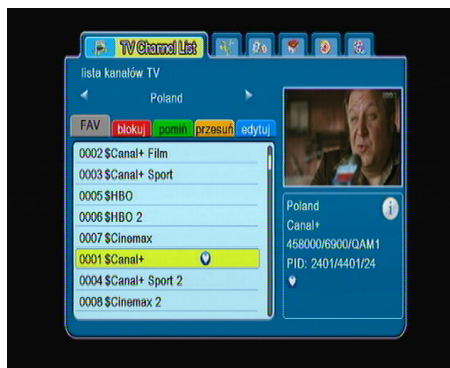 TV Channel List
lista kanałów TV
Poland
FAV blokuj pomiń przesuń edytuj
0002 $Canal+ Film
0003 $Canal+ Sport
0005 $HBO
0006 $HBO 2
0007 $Cinemax
0001 $Canal+
0004 $Canal+ Sport 2
0008 $Cinemax 2
Poland
Canal+
458000/6900/QAM1
PID: 2401/4401/24